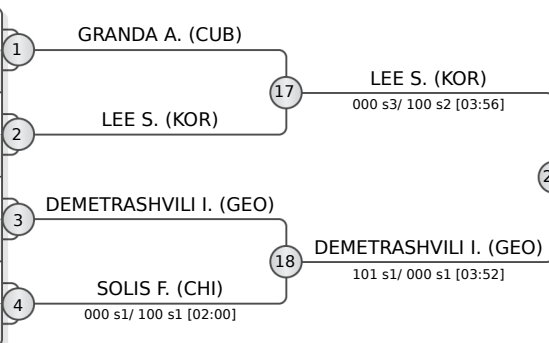 GRANDA A. (CUB)
1
17
LEE S. (KOR)
000 s3/ 100 s2 [03:56]
LEE S. (KOR)
2
DEMETRASHVILI I. (GEO)
3
18
DEMETRASHVILI I. (GEO)
101 s1/ 000 s1 [03:52]
SOLIS F. (CHI)
4
000 s1/ 100 s1 [02:00]